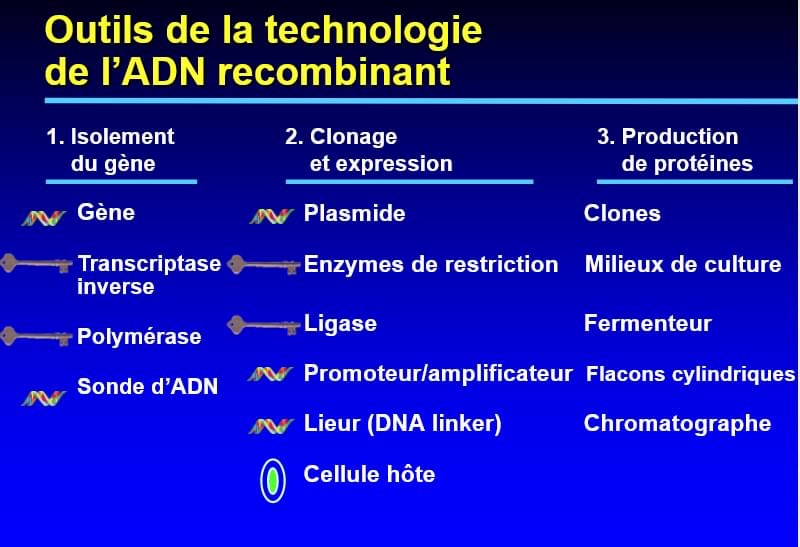 Outils de la technologie
de l’ADN recombinant
1. Isolement
du gène
Gène
Transcriptase
inverse
Polymérase
Sonde d’ADN
2. Clonage
et expression
Plasmide
Enzymes de restriction
Ligase
Promoteur/amplificateur
Lieur (DNA linker)
Cellule hôte
3. Production
de protéines
Clones
Milieux de culture
Fermenteur
Flacons cylindriques
Chromatographe